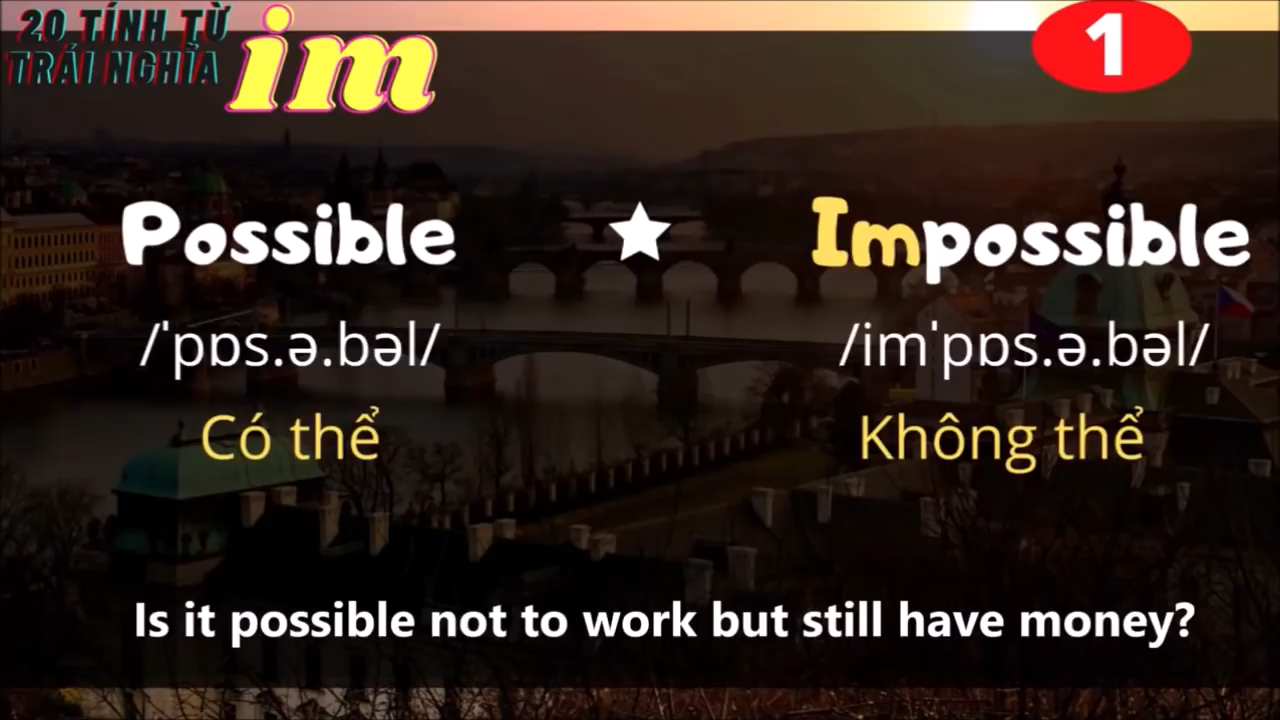 20 TÍNH TỪ
TRÁI NGHĨA
im
1
Possible
Impossible
/ˈpɒs.ə.bəl/
/imˈpɒs.ə.bəl/
Có thể
Không thể
Is it possible not to work but still have money?